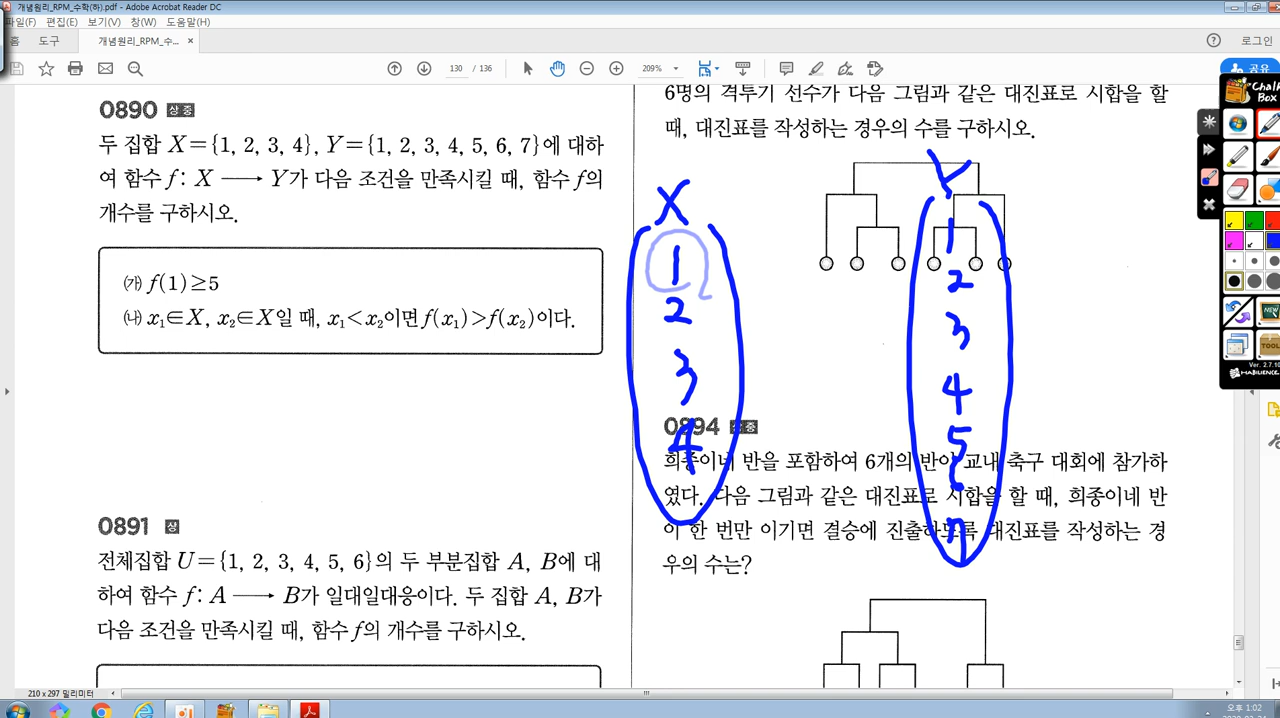 개념원리_RPM_수학(하).pdf - Adobe Acrobat Reader DC
파일(F) 편집(E) 보기(V) 창(W) 도움말(H)
홈 도구 개념원리_RPM_수... × 로그인
130 / 136 209% 공유
0890 상중
두 집합 X={1, 2, 3, 4}, Y={1, 2, 3, 4, 5, 6, 7}에 대하
여 함수 f : X ⟶ Y가 다음 조건을 만족시킬 때, 함수 f의
개수를 구하시오.
㈎ f(1)≥5
㈏ x₁∈X, x₂∈X일 때, x₁<x₂이면 f(x₁)>f(x₂)이다.
0891 상
전체집합 U={1, 2, 3, 4, 5, 6}의 두 부분집합 A, B에 대
하여 함수 f : A ⟶ B가 일대일대응이다. 두 집합 A, B가
다음 조건을 만족시킬 때, 함수 f의 개수를 구하시오.
6명의 격투기 선수가 다음 그림과 같은 대진표로 시합을 할
때, 대진표를 작성하는 경우의 수를 구하시오.
X
1
2
3
4
Y
1
2
3
4
5
6
7
0894 상중
희종이네 반을 포함하여 6개의 반이 교내 축구 대회에 참가하
였다. 다음 그림과 같은 대진표로 시합을 할 때, 희종이네 반
이 한 번만 이기면 결승에 진출하도록 대진표를 작성하는 경
우의 수는?
Chalk
Box
TOOL
Ver. 2.7.10
HABILIENCE.
210 x 297 밀리미터
오후 1:02